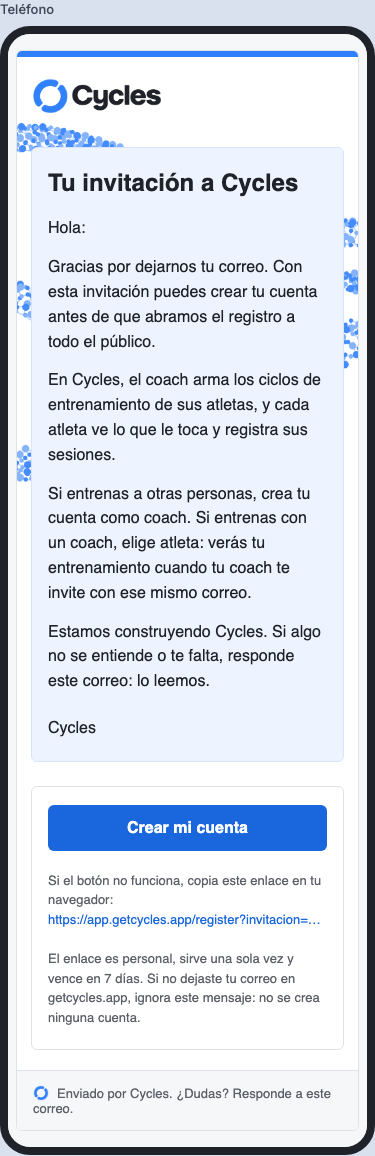 Teléfono
Cycles
Tu invitación a Cycles
Hola:
Gracias por dejarnos tu correo. Con
esta invitación puedes crear tu cuenta
antes de que abramos el registro a
todo el público.
En Cycles, el coach arma los ciclos de
entrenamiento de sus atletas, y cada
atleta ve lo que le toca y registra sus
sesiones.
Si entrenas a otras personas, crea tu
cuenta como coach. Si entrenas con
un coach, elige atleta: verás tu
entrenamiento cuando tu coach te
invite con ese mismo correo.
Estamos construyendo Cycles. Si algo
no se entiende o te falta, responde
este correo: lo leemos.
Cycles
Crear mi cuenta
Si el botón no funciona, copia este enlace en tu
navegador:
https://app.getcycles.app/register?invitacion=…
El enlace es personal, sirve una sola vez y
vence en 7 días. Si no dejaste tu correo en
getcycles.app, ignora este mensaje: no se crea
ninguna cuenta.
Enviado por Cycles. ¿Dudas? Responde a este
correo.